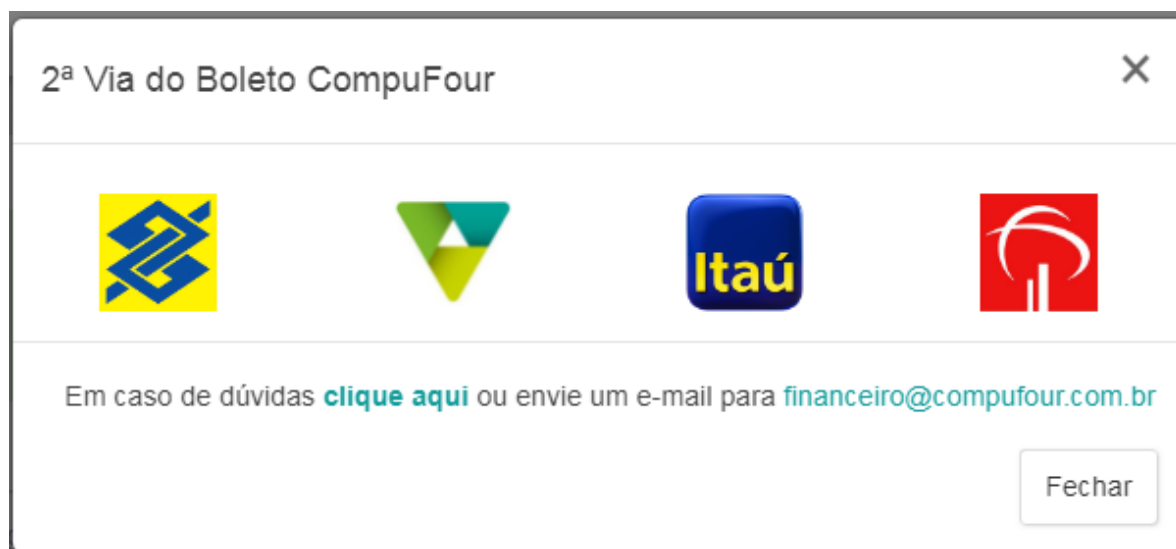 2ª Via do Boleto CompuFour
Itaú
Em caso de dúvidas clique aqui ou envie um e-mail para financeiro@compufour.com.br
Fechar